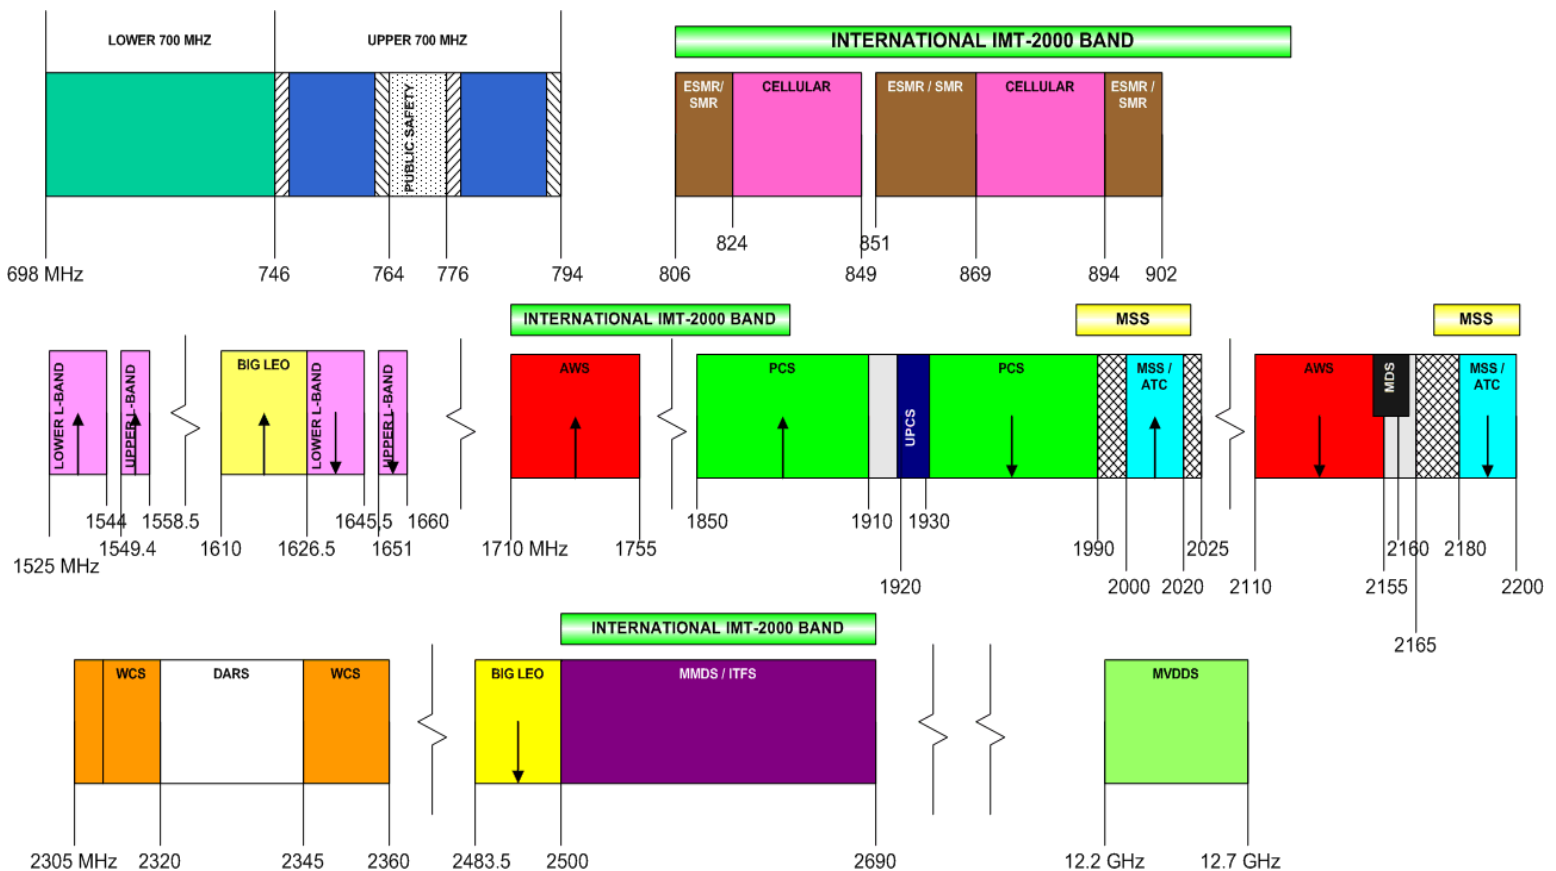 LOWER 700 MHZ
UPPER 700 MHZ
PUBLIC SAFETY
698 MHz
746
764
776
794
INTERNATIONAL IMT-2000 BAND
ESMR/
SMR
CELLULAR
ESMR / SMR
CELLULAR
ESMR /
SMR
824
851
806
849
869
894
902
INTERNATIONAL IMT-2000 BAND
MSS
MSS
LOWER L-BAND
UPPER L-BAND
BIG LEO
LOWER L-BAND
UPPER L-BAND
AWS
PCS
UPCS
PCS
MSS /
ATC
AWS
MDS
MSS /
ATC
1544
1558.5
1645.5
1660
1850
1910
1930
1549.4
1610
1626.5
1651
1710 MHz
1755
1990
2025
2160
2180
1525 MHz
1920
2000
2020
2110
2155
2200
2165
INTERNATIONAL IMT-2000 BAND
WCS
DARS
WCS
BIG LEO
MMDS / ITFS
MVDDS
2305 MHz
2320
2345
2360
2483.5
2500
2690
12.2 GHz
12.7 GHz